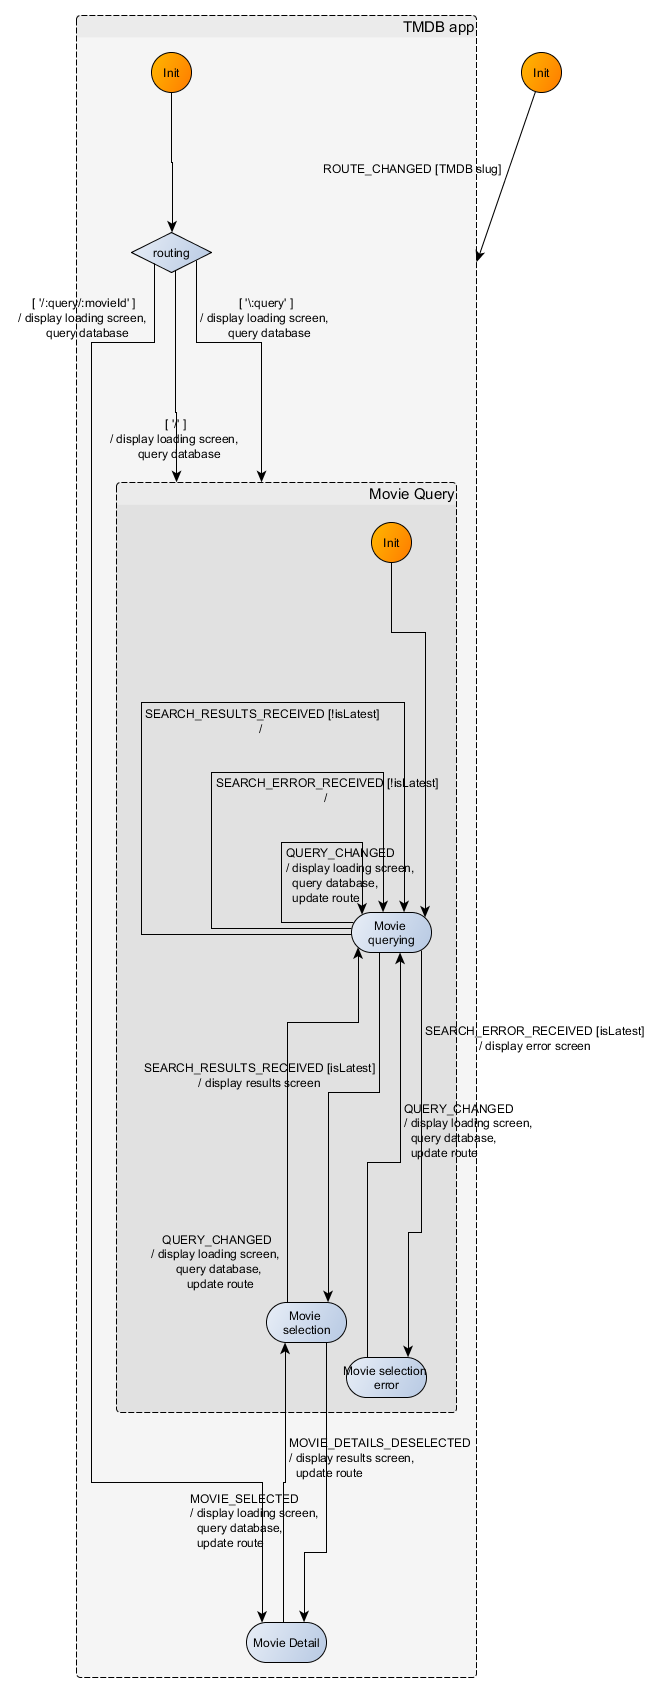 TMDB app
Init
Init
ROUTE_CHANGED [TMDB slug]
routing
[ '/:query/:movieId' ]
/ display loading screen,
query database
[ '\:query' ]
/ display loading screen,
query database
[ '/' ]
/ display loading screen,
query database
Movie Query
Init
SEARCH_RESULTS_RECEIVED [!isLatest]
/
SEARCH_ERROR_RECEIVED [!isLatest]
/
QUERY_CHANGED
/ display loading screen,
query database,
update route
Movie
querying
SEARCH_ERROR_RECEIVED [isLatest]
/ display error screen
SEARCH_RESULTS_RECEIVED [isLatest]
/ display results screen
QUERY_CHANGED
/ display loading screen,
query database,
update route
QUERY_CHANGED
/ display loading screen,
query database,
update route
Movie
selection
Movie selection
error
MOVIE_DETAILS_DESELECTED
/ display results screen,
update route
MOVIE_SELECTED
/ display loading screen,
query database,
update route
Movie Detail